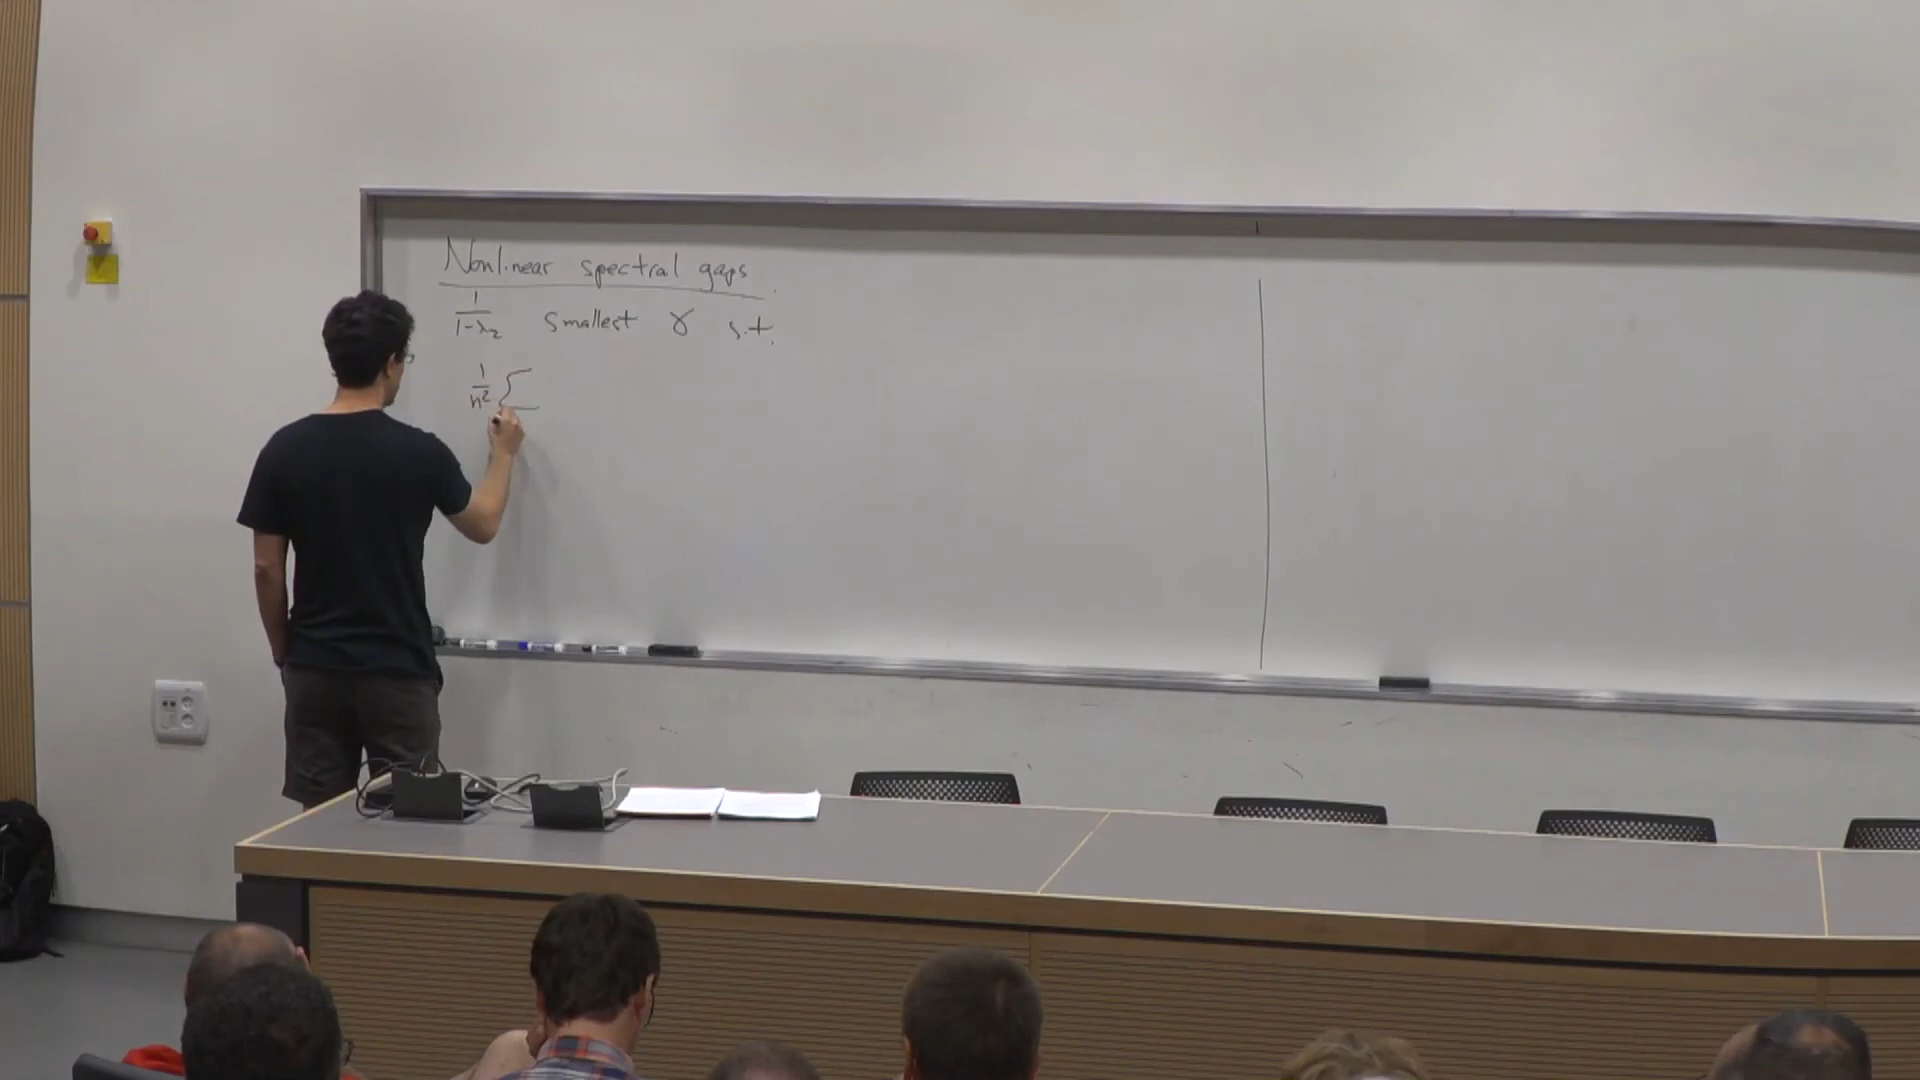 Nonlinear spectral gaps
1/(1-λ₂) smallest γ s.t.
1/n² Σ